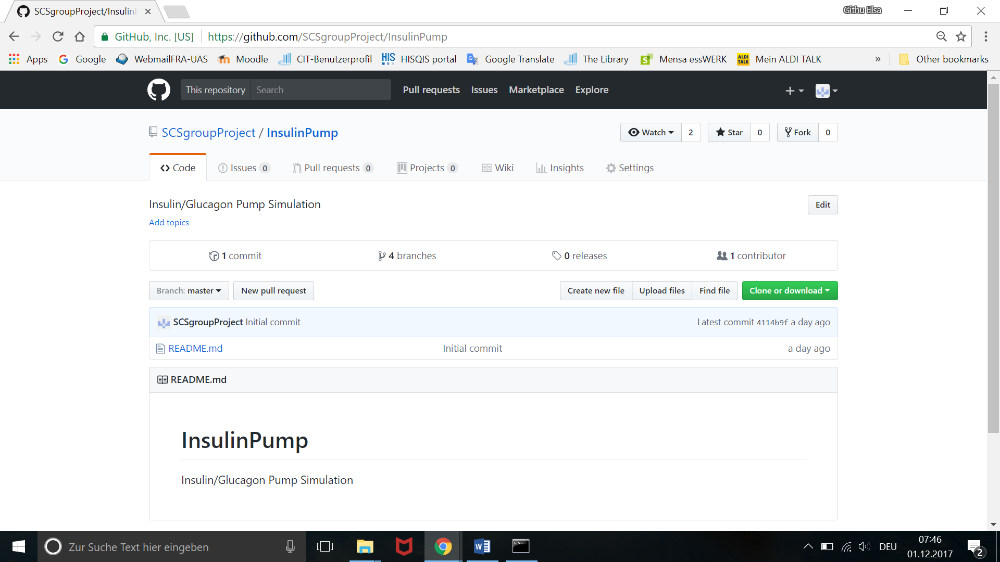 SCSgroupProject/InsulinP
Githu Elsa
GitHub, Inc. [US] https://github.com/SCSgroupProject/InsulinPump
Apps Google WebmailFRA-UAS Moodle CIT-Benutzerprofil HIS HISQIS portal Google Translate The Library Mensa essWERK ALDI TALK Mein ALDI TALK » Other bookmarks
This repository Search Pull requests Issues Marketplace Explore
SCSgroupProject / InsulinPump Watch 2 Star 0 Fork 0
Code Issues 0 Pull requests 0 Projects 0 Wiki Insights Settings
Insulin/Glucagon Pump Simulation Edit
Add topics
1 commit 4 branches 0 releases 1 contributor
Branch: master New pull request Create new file Upload files Find file Clone or download
SCSgroupProject Initial commit Latest commit 4114b9f a day ago
README.md Initial commit a day ago
README.md
InsulinPump
Insulin/Glucagon Pump Simulation
Zur Suche Text hier eingeben DEU 07:46
01.12.2017 2